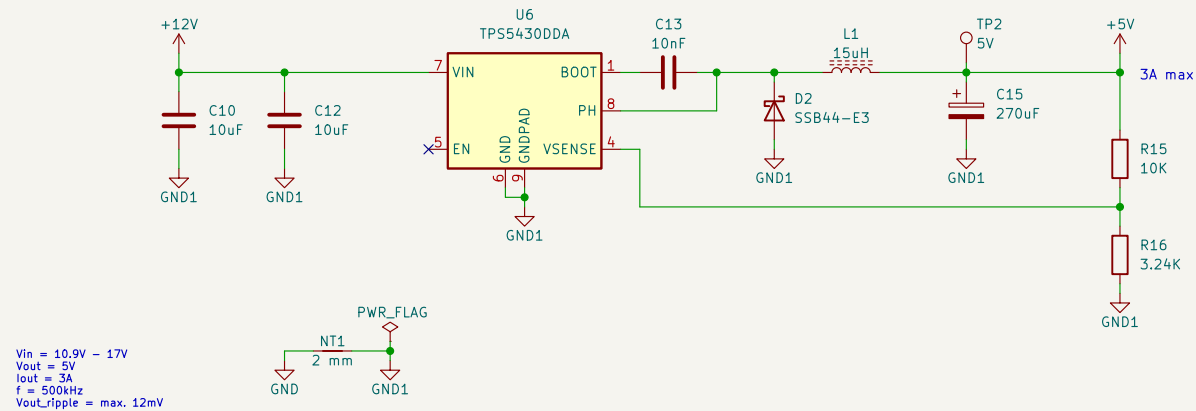 +12V
U6
TPS5430DDA
C13
10nF
L1
15uH
TP2
5V
+5V
7
VIN
BOOT
1
3A max
C10
10uF
C12
10uF
PH
8
D2
SSB44-E3
C15
270uF
5
EN
GND
GNDPAD
VSENSE
4
6
9
R15
10K
GND1
GND1
GND1
GND1
GND1
R16
3.24K
GND1
PWR_FLAG
NT1
2 mm
GND
GND1
Vin = 10.9V - 17V
Vout = 5V
Iout = 3A
f = 500kHz
Vout_ripple = max. 12mV